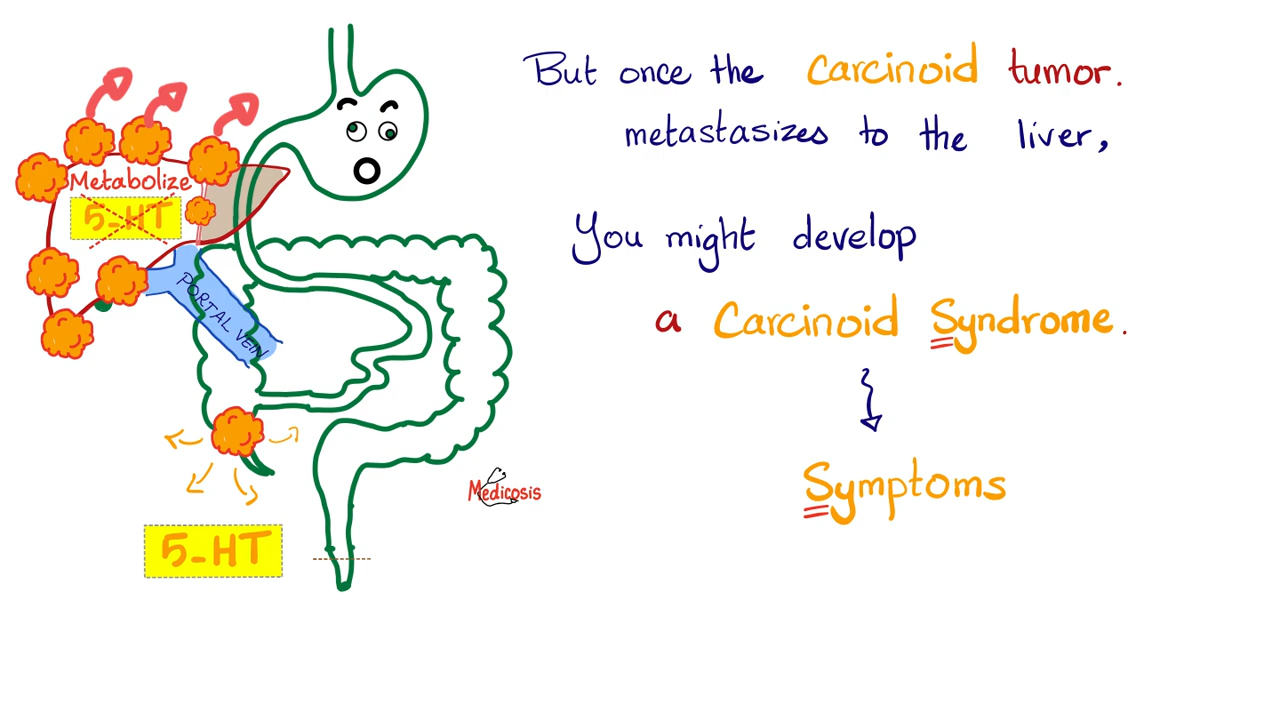 But once the Carcinoid tumor.
metastasizes to the liver,
You might develop
a Carcinoid Syndrome.
Symptoms
Metabolize
5-HT
PORTAL VEIN
5-HT
Medicosis